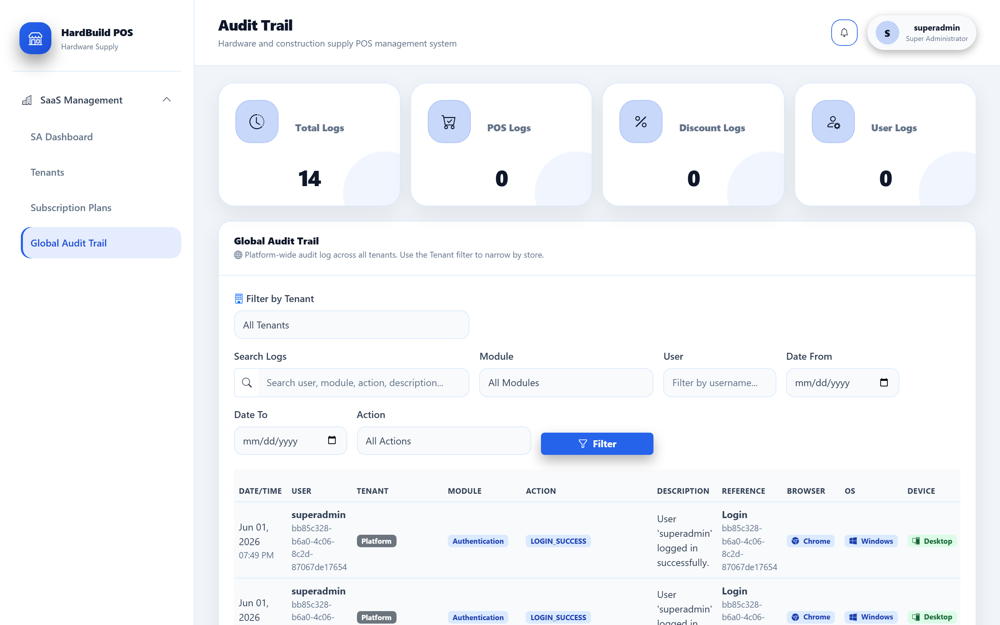 HardBuild POS
Hardware Supply
SaaS Management
SA Dashboard
Tenants
Subscription Plans
Global Audit Trail
Audit Trail
Hardware and construction supply POS management system
S
superadmin
Super Administrator
Total Logs
14
POS Logs
0
Discount Logs
0
User Logs
0
Global Audit Trail
Platform-wide audit log across all tenants. Use the Tenant filter to narrow by store.
Filter by Tenant
All Tenants
Search Logs
Module
User
Date From
Search user, module, action, description...
All Modules
Filter by username...
mm/dd/yyyy
Date To
Action
mm/dd/yyyy
All Actions
Filter
DATE/TIME USER TENANT MODULE ACTION DESCRIPTION REFERENCE BROWSER OS DEVICE
Jun 01,
2026
07:49 PM
superadmin
bb85c328-
b6a0-4c06-
8c2d-
87067de17654
Platform
Authentication
LOGIN_SUCCESS
User
'superadmin'
logged in
successfully.
Login
bb85c328-
b6a0-4c06-
8c2d-
87067de17654
Chrome
Windows
Desktop
Jun 01,
2026
superadmin
bb85c328-
b6a0-4c06-
Platform
Authentication
LOGIN_SUCCESS
User
'superadmin'
logged in
Login
bb85c328-
b6a0-4c06-
Chrome
Windows
Desktop